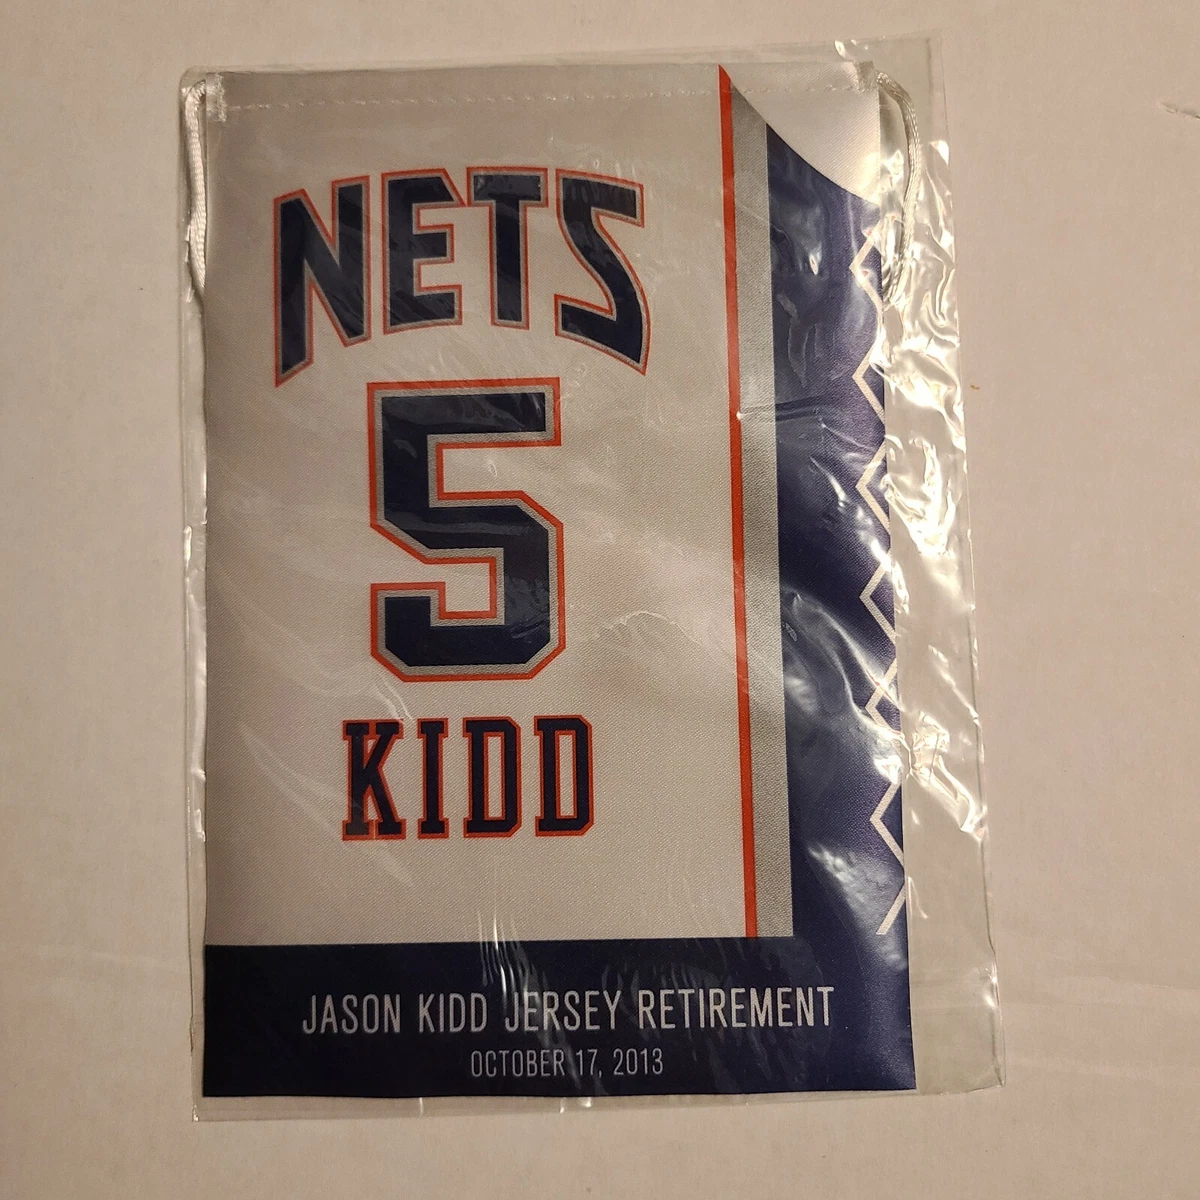 NETS
5
KIDD
JASON KIDD JERSEY RETIREMENT
OCTOBER 17, 2013